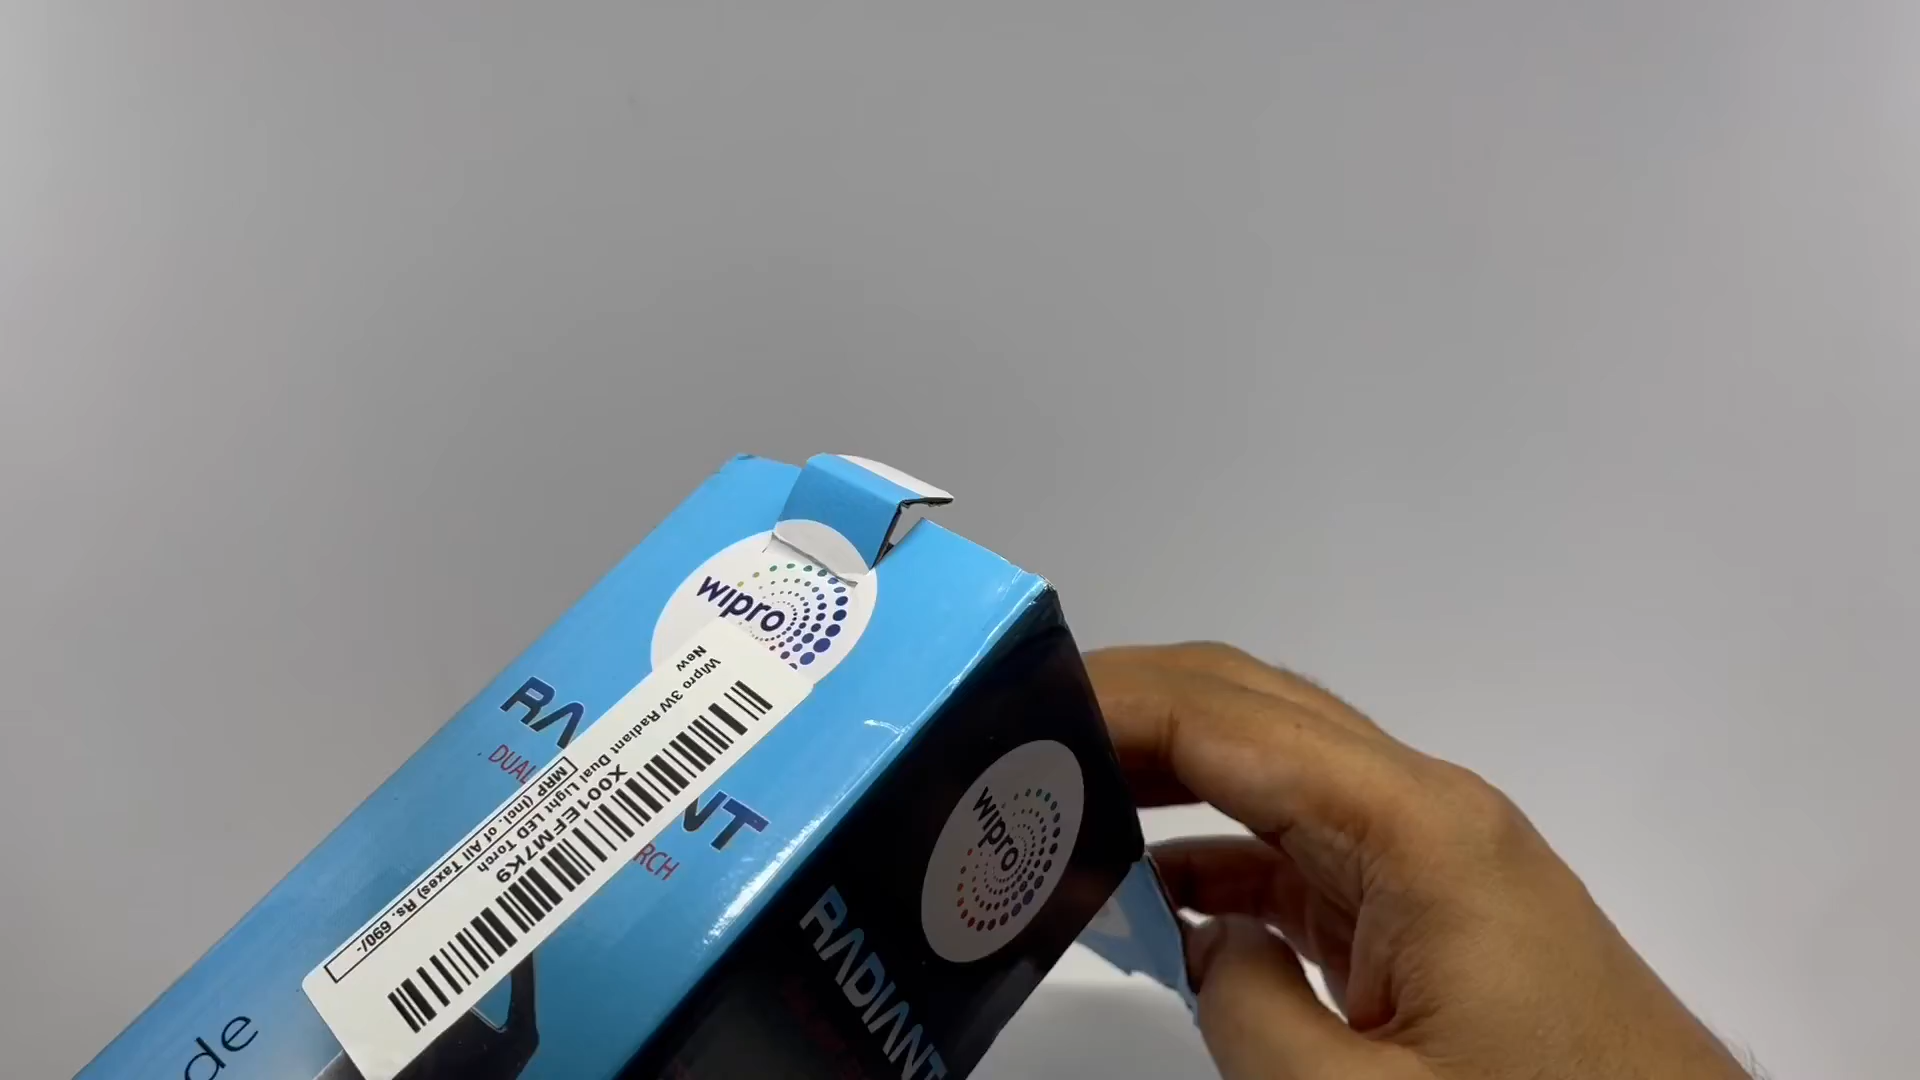 wipro
RA NT
DUAL RCH
Wipro 3W Radiant Dual Light LED Torch
New
X001EFM7K9
MRP (Incl. of All Taxes) Rs. 690/-
de
wipro
RADIANT